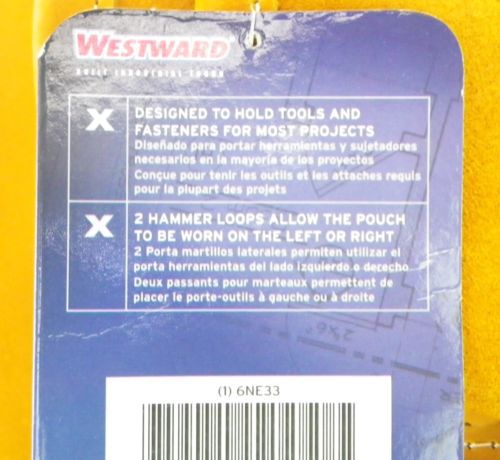 WESTWARD
BUILT INDUSTRIAL TOUGH
X
DESIGNED TO HOLD TOOLS AND
FASTENERS FOR MOST PROJECTS
Diseñado para portar herramientas y sujetadores
necesarios en la mayoría de los proyectos
Conçue pour tenir les outils et les attaches requis
pour la plupart des projets
X
2 HAMMER LOOPS ALLOW THE POUCH
TO BE WORN ON THE LEFT OR RIGHT
2 Porta martillos laterales permiten utilizar el
porta herramientas del lado izquierdo o derecho
Deux passants pour marteaux permettent de
placer le porte-outils à gauche ou à droite
2X6
(1) 6NE33